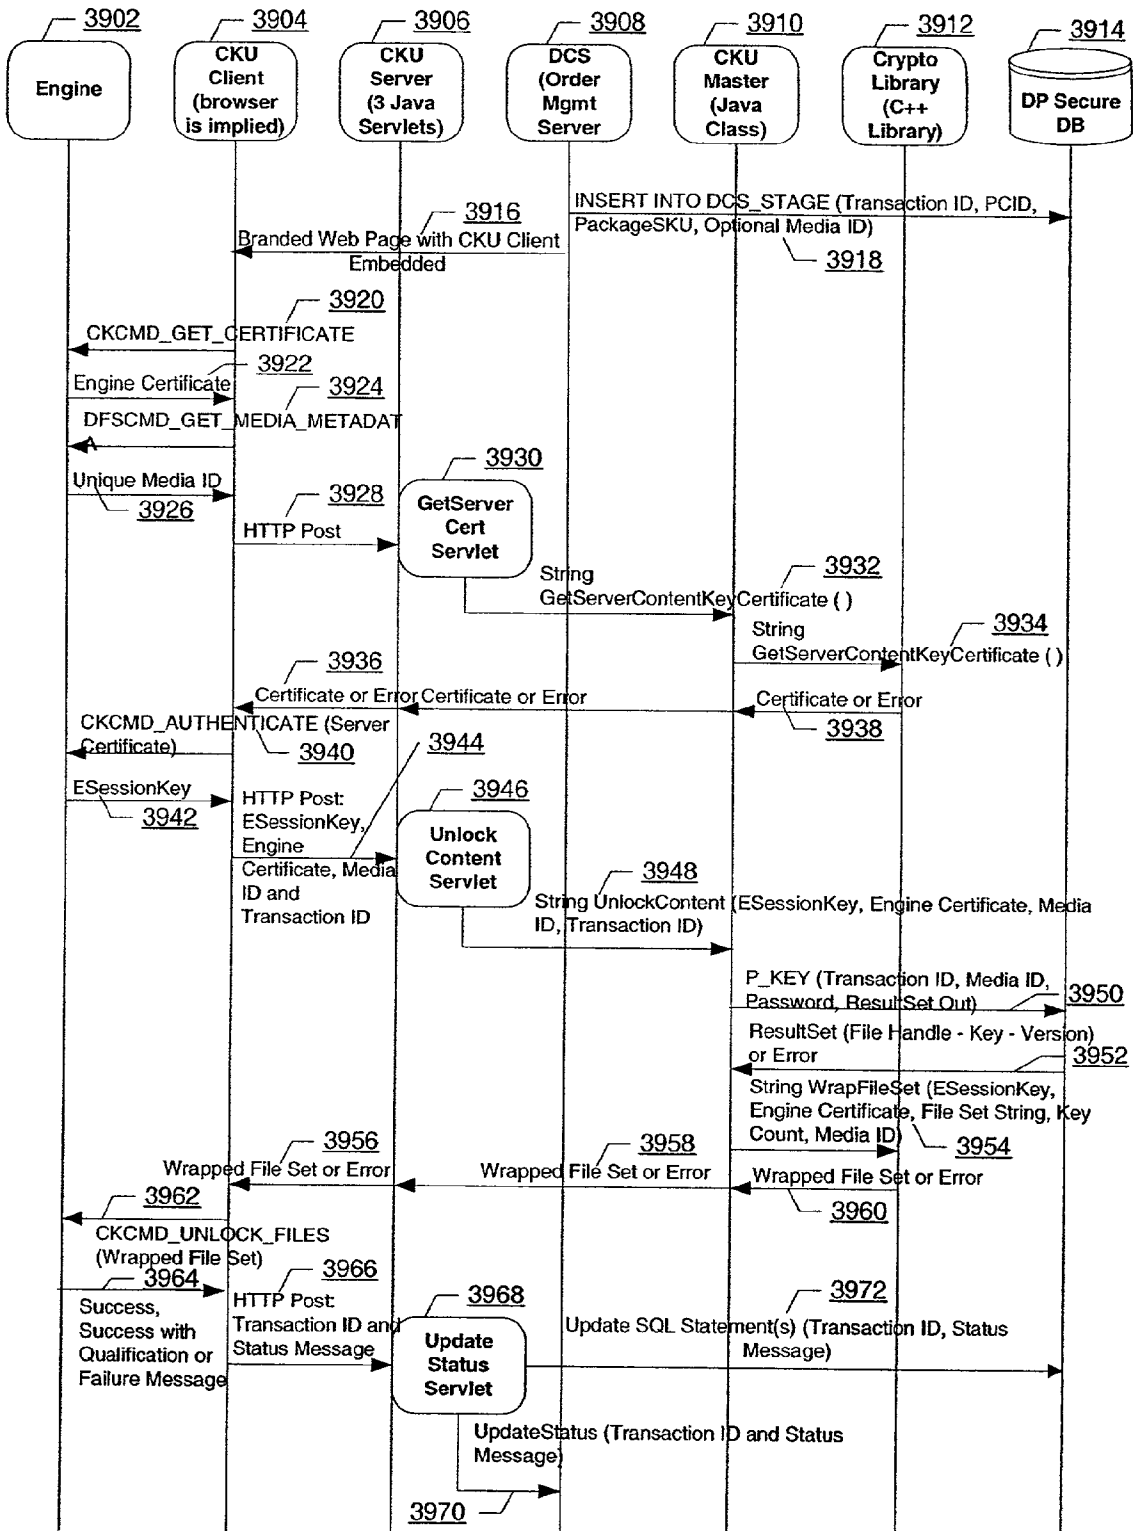 3902
3904
3906
3908
3910
3912
3914
Engine
CKU
Client
(browser
is implied)
CKU
Server
(3 Java
Servlets)
DCS
(Order
Mgmt
Server
CKU
Master
(Java
Class)
Crypto
Library
(C++
Library)
DP Secure
DB
INSERT INTO DCS_STAGE (Transaction ID, PCID,
PackageSKU, Optional Media ID)
3918
3916
Branded Web Page with CKU Client
Embedded
3920
CKCMD_GET_CERTIFICATE
3922
Engine Certificate
3924
DFSCMD_GET_MEDIA_METADAT
A
Unique Media ID
3926
3928
HTTP Post
3930
GetServer
Cert
Servlet
3932
String
GetServerContentKeyCertificate ( )
3934
String
GetServerContentKeyCertificate ( )
3936
Certificate or Error
Certificate or Error
Certificate or Error
3938
CKCMD_AUTHENTICATE (Server
Certificate)
3940
3944
ESessionKey
3942
HTTP Post:
ESessionKey,
Engine
Certificate, Media
ID and
Transaction ID
3946
Unlock
Content
Servlet
3948
String UnlockContent (ESessionKey, Engine Certificate, Media
ID, Transaction ID)
P_KEY (Transaction ID, Media ID,
Password, ResultSet Out)
3950
ResultSet (File Handle - Key - Version)
or Error
3952
String WrapFileSet (ESessionKey,
Engine Certificate, File Set String, Key
Count, Media ID)
3954
3956
Wrapped File Set or Error
3958
Wrapped File Set or Error
Wrapped File Set or Error
3960
3962
CKCMD_UNLOCK_FILES
(Wrapped File Set)
3964
Success,
Success with
Qualification or
Failure Message
3966
HTTP Post:
Transaction ID and
Status Message
3968
Update
Status
Servlet
3972
Update SQL Statement(s) (Transaction ID, Status
Message)
UpdateStatus (Transaction ID and Status
Message)
3970